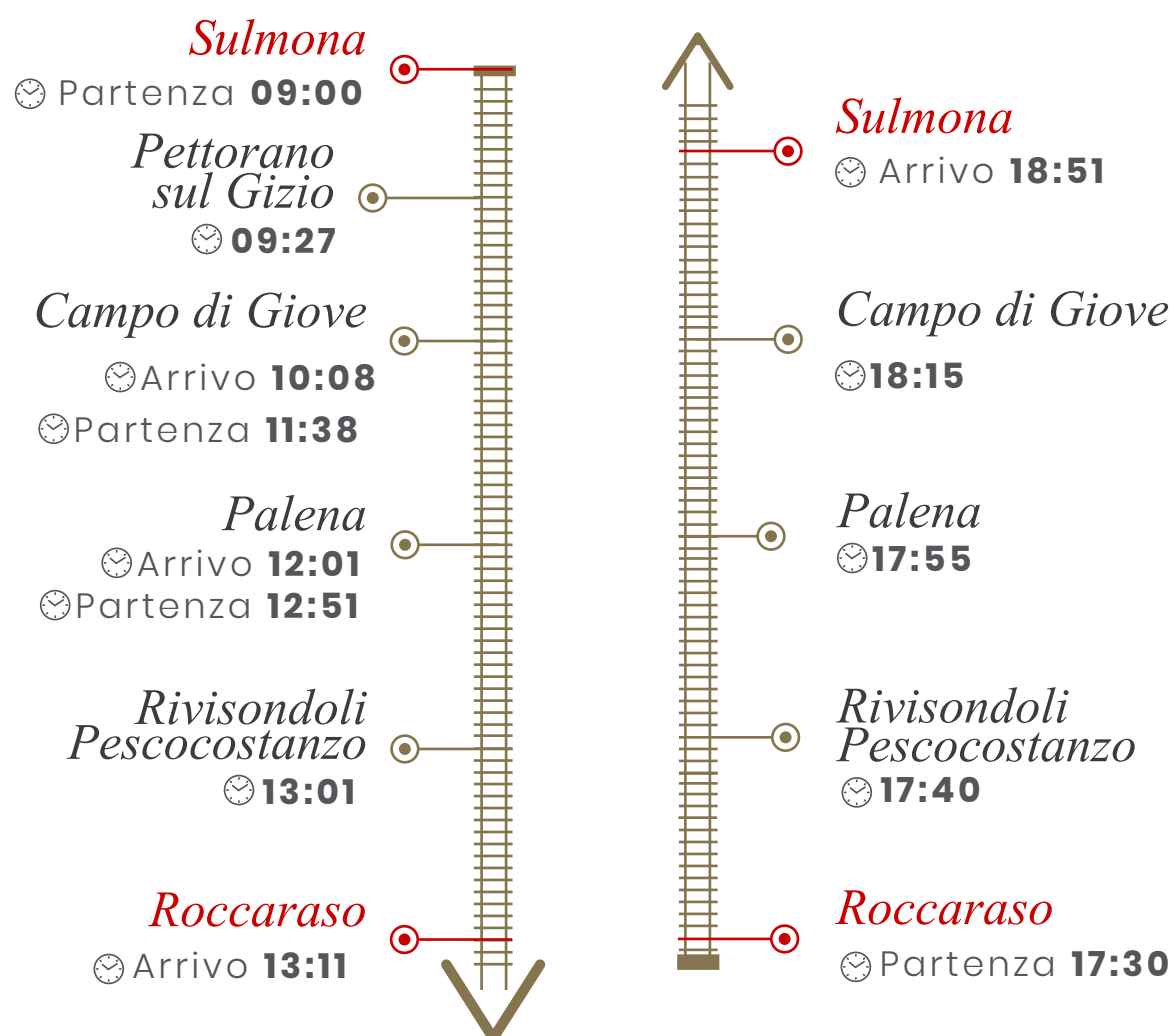 Sulmona
Partenza 09:00
Pettorano
sul Gizio
09:27
Campo di Giove
Arrivo 10:08
Partenza 11:38
Palena
Arrivo 12:01
Partenza 12:51
Rivisondoli
Pescocostanzo
13:01
Roccaraso
Arrivo 13:11
Sulmona
Arrivo 18:51
Campo di Giove
18:15
Palena
17:55
Rivisondoli
Pescocostanzo
17:40
Roccaraso
Partenza 17:30